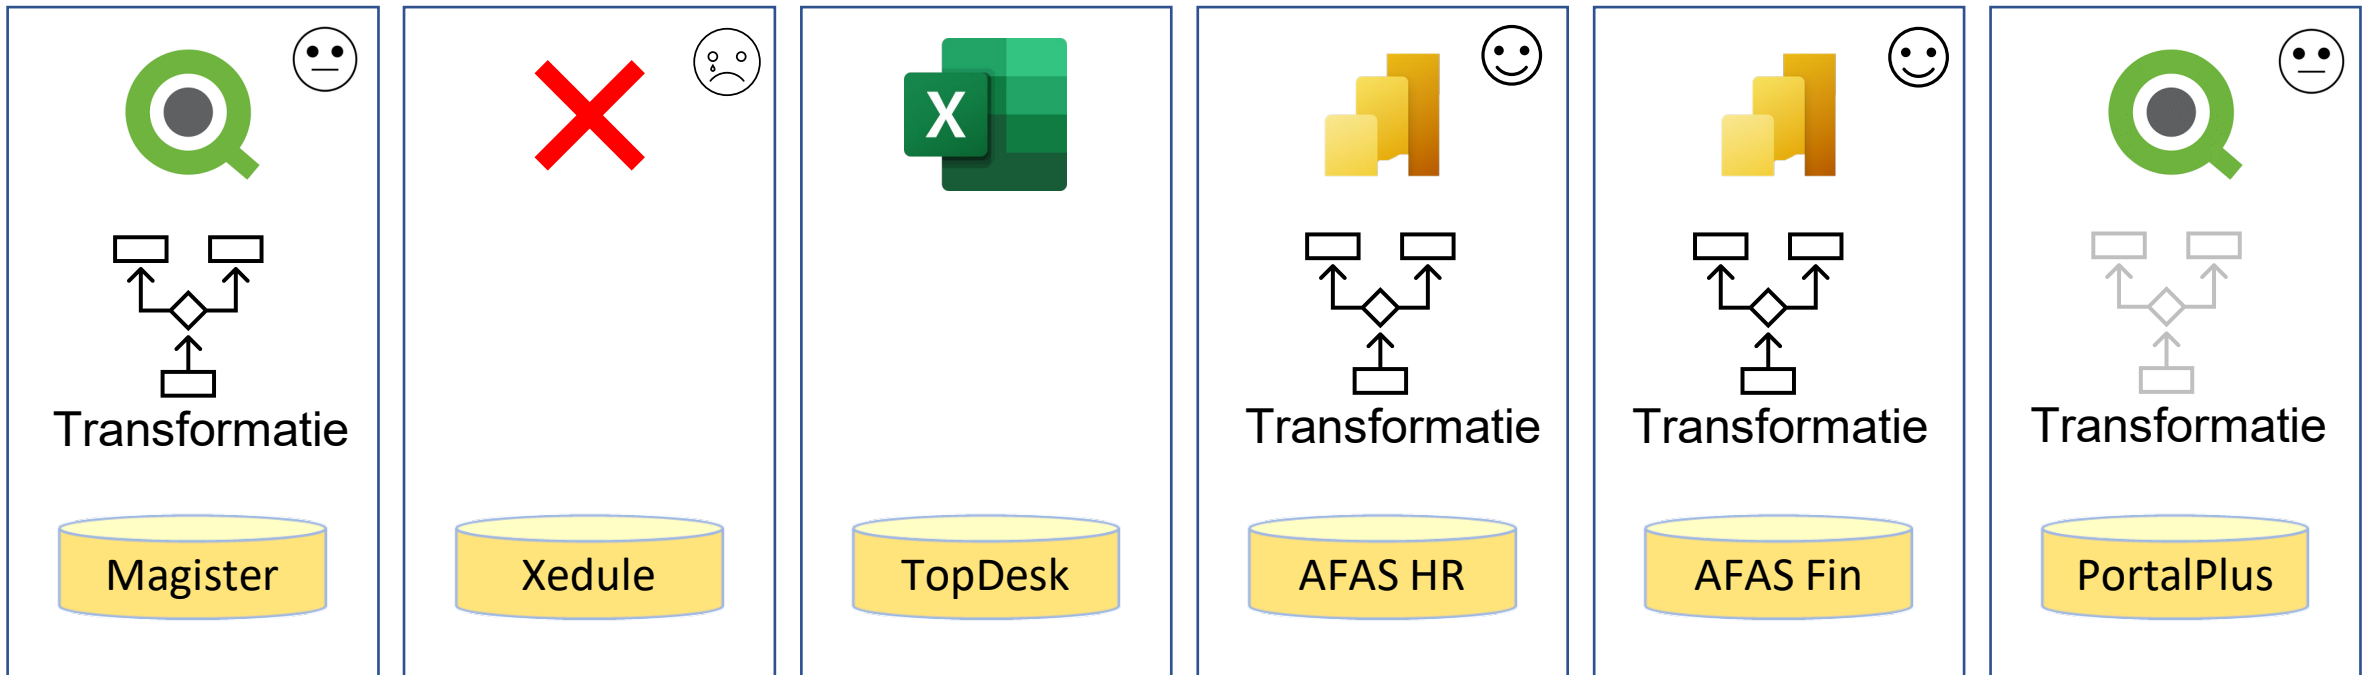 X
Transformatie
Transformatie
Transformatie
Transformatie
Magister
Xedule
TopDesk
AFAS HR
AFAS Fin
PortalPlus